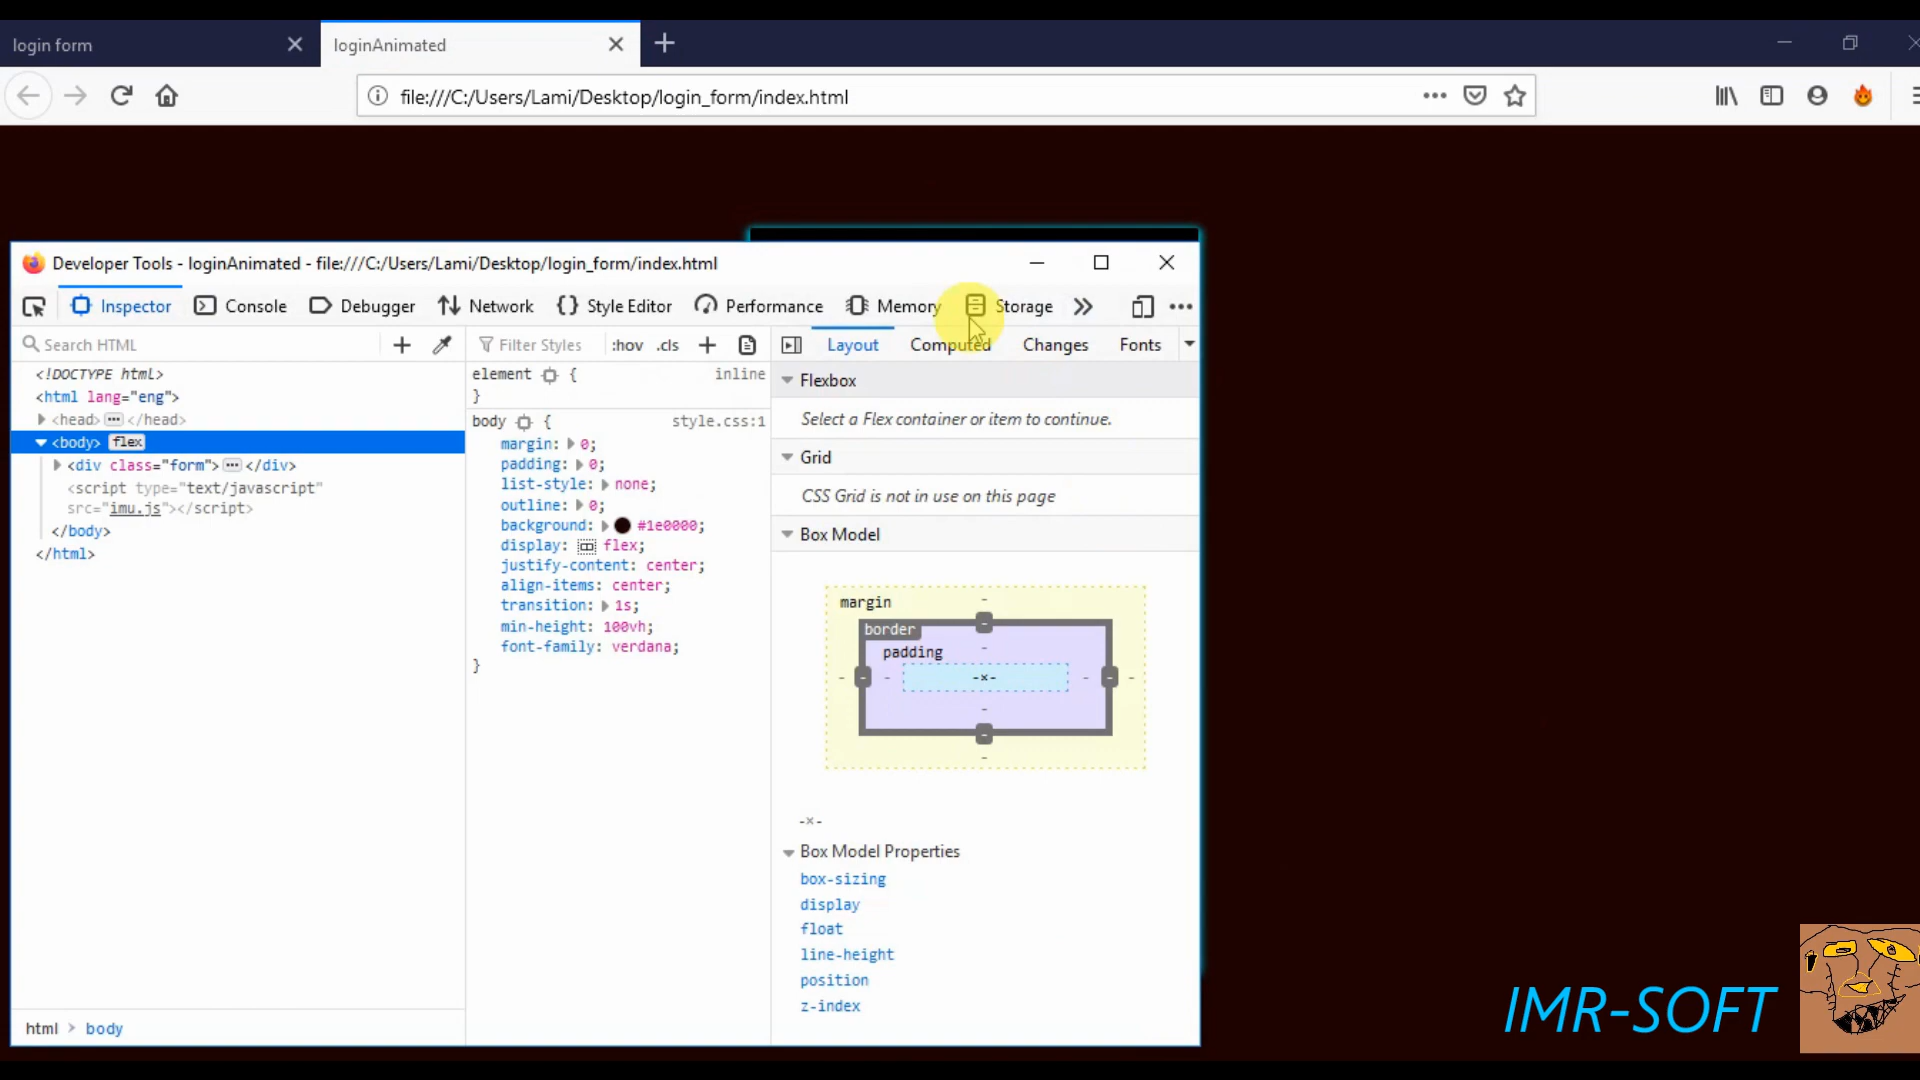 login form
loginAnimated
file:///C:/Users/Lami/Desktop/login_form/index.html
Developer Tools - loginAnimated - file:///C:/Users/Lami/Desktop/login_form/index.html
Inspector Console Debugger Network Style Editor Performance Memory Storage
Search HTML
<!DOCTYPE html>
<html lang="eng">
<head> </head>
<body> flex
<div class="form"> </div>
<script type="text/javascript"
src="imu.js"></script>
</body>
</html>
html > body
Filter Styles :hov .cls +
element { inline
}
body { style.css:1
margin: 0;
padding: 0;
list-style: none;
outline: 0;
background: #1e0000;
display: flex;
justify-content: center;
align-items: center;
transition: 1s;
min-height: 100vh;
font-family: verdana;
}
Layout Computed Changes Fonts
Flexbox
Select a Flex container or item to continue.
Grid
CSS Grid is not in use on this page
Box Model
margin -
border -
padding -
- - - -×- - - -
-
-
-
-×-
Box Model Properties
box-sizing
display
float
line-height
position
z-index
IMR-SOFT